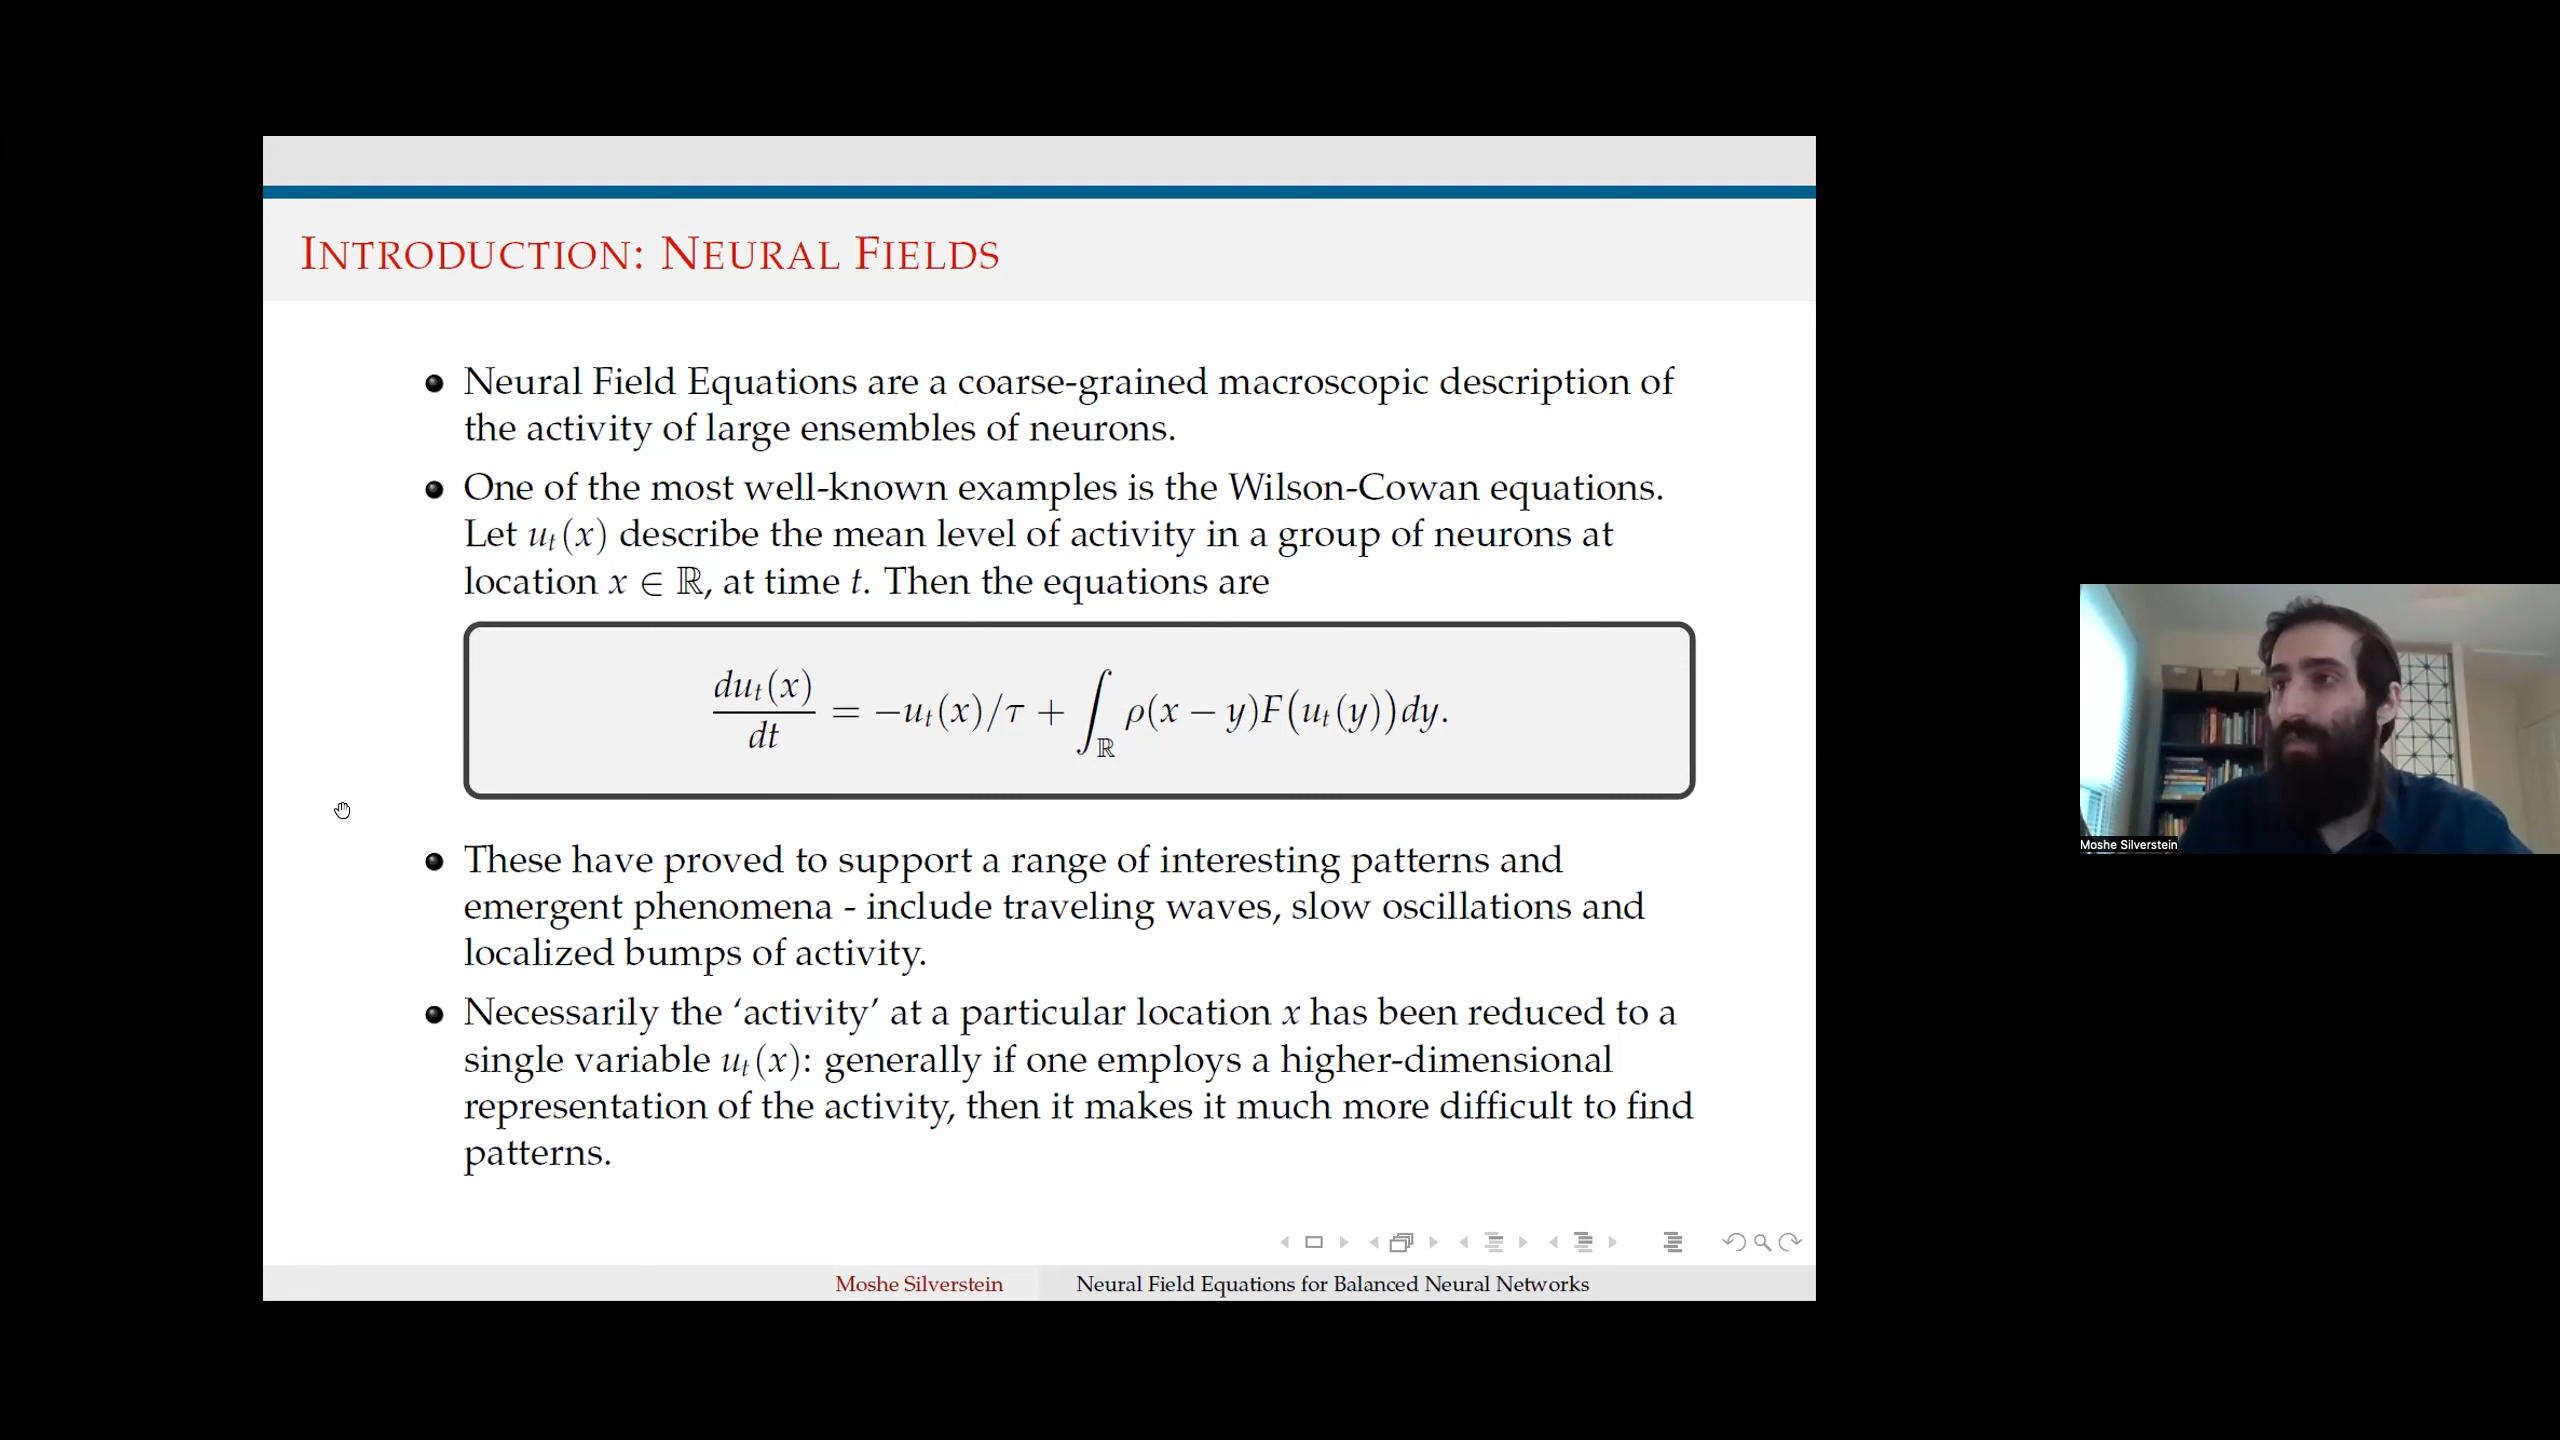 INTRODUCTION: NEURAL FIELDS
Neural Field Equations are a coarse-grained macroscopic description of
the activity of large ensembles of neurons.
One of the most well-known examples is the Wilson-Cowan equations.
Let uₜ(x) describe the mean level of activity in a group of neurons at
location x ∈ ℝ, at time t. Then the equations are
duₜ(x)/dt = −uₜ(x)/τ + ∫_ℝ ρ(x − y)F(uₜ(y))dy.
These have proved to support a range of interesting patterns and
emergent phenomena - include traveling waves, slow oscillations and
localized bumps of activity.
Necessarily the ‘activity’ at a particular location x has been reduced to a
single variable uₜ(x): generally if one employs a higher-dimensional
representation of the activity, then it makes it much more difficult to find
patterns.
Moshe Silverstein Neural Field Equations for Balanced Neural Networks
Moshe Silverstein